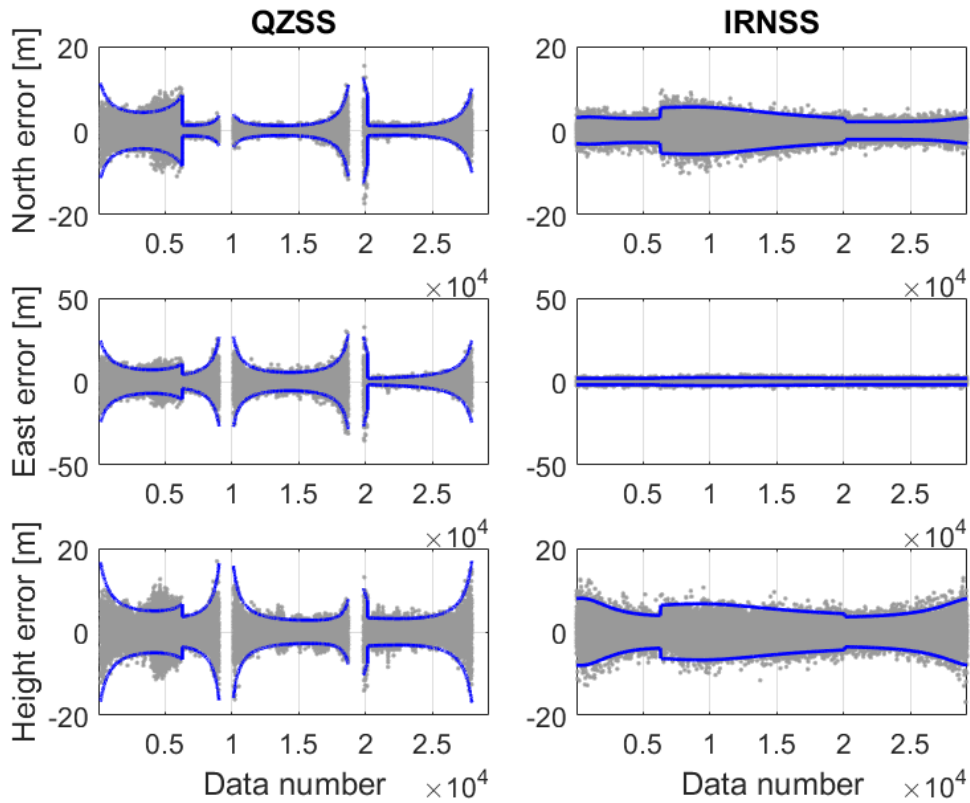 QZSS IRNSS
North error [m]
20
0
-20
0.5 1 1.5 2 2.5
×10^4
20
0
-20
0.5 1 1.5 2 2.5
×10^4
East error [m]
50
0
-50
0.5 1 1.5 2 2.5
×10^4
50
0
-50
0.5 1 1.5 2 2.5
×10^4
Height error [m]
20
0
-20
0.5 1 1.5 2 2.5
Data number ×10^4
20
0
-20
0.5 1 1.5 2 2.5
Data number ×10^4